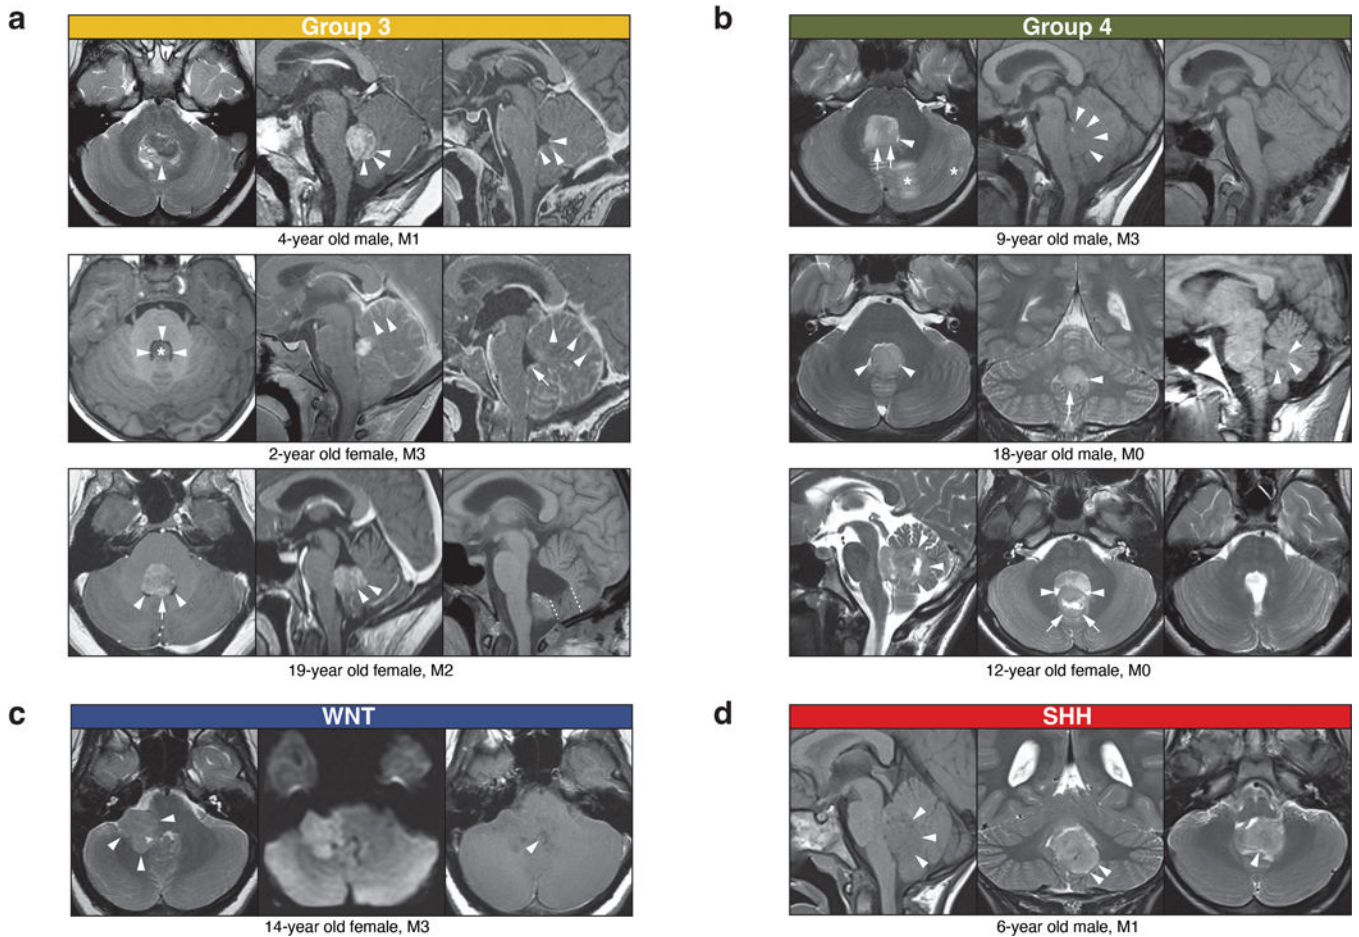 a
Group 3
4-year old male, M1
2-year old female, M3
19-year old female, M2
b
Group 4
9-year old male, M3
18-year old male, M0
12-year old female, M0
c
WNT
14-year old female, M3
d
SHH
6-year old male, M1